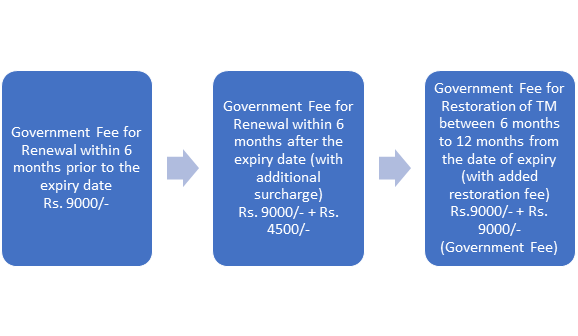 Government Fee for
Renewal within 6
months prior to the
expiry date
Rs. 9000/-
Government Fee for
Renewal within 6
months after the
expiry date (with
additional
surcharge)
Rs. 9000/- + Rs.
4500/-
Government Fee for
Restoration of TM
between 6 months
to 12 months from
the date of expiry
(with added
restoration fee)
Rs.9000/- + Rs.
9000/-
(Government Fee)